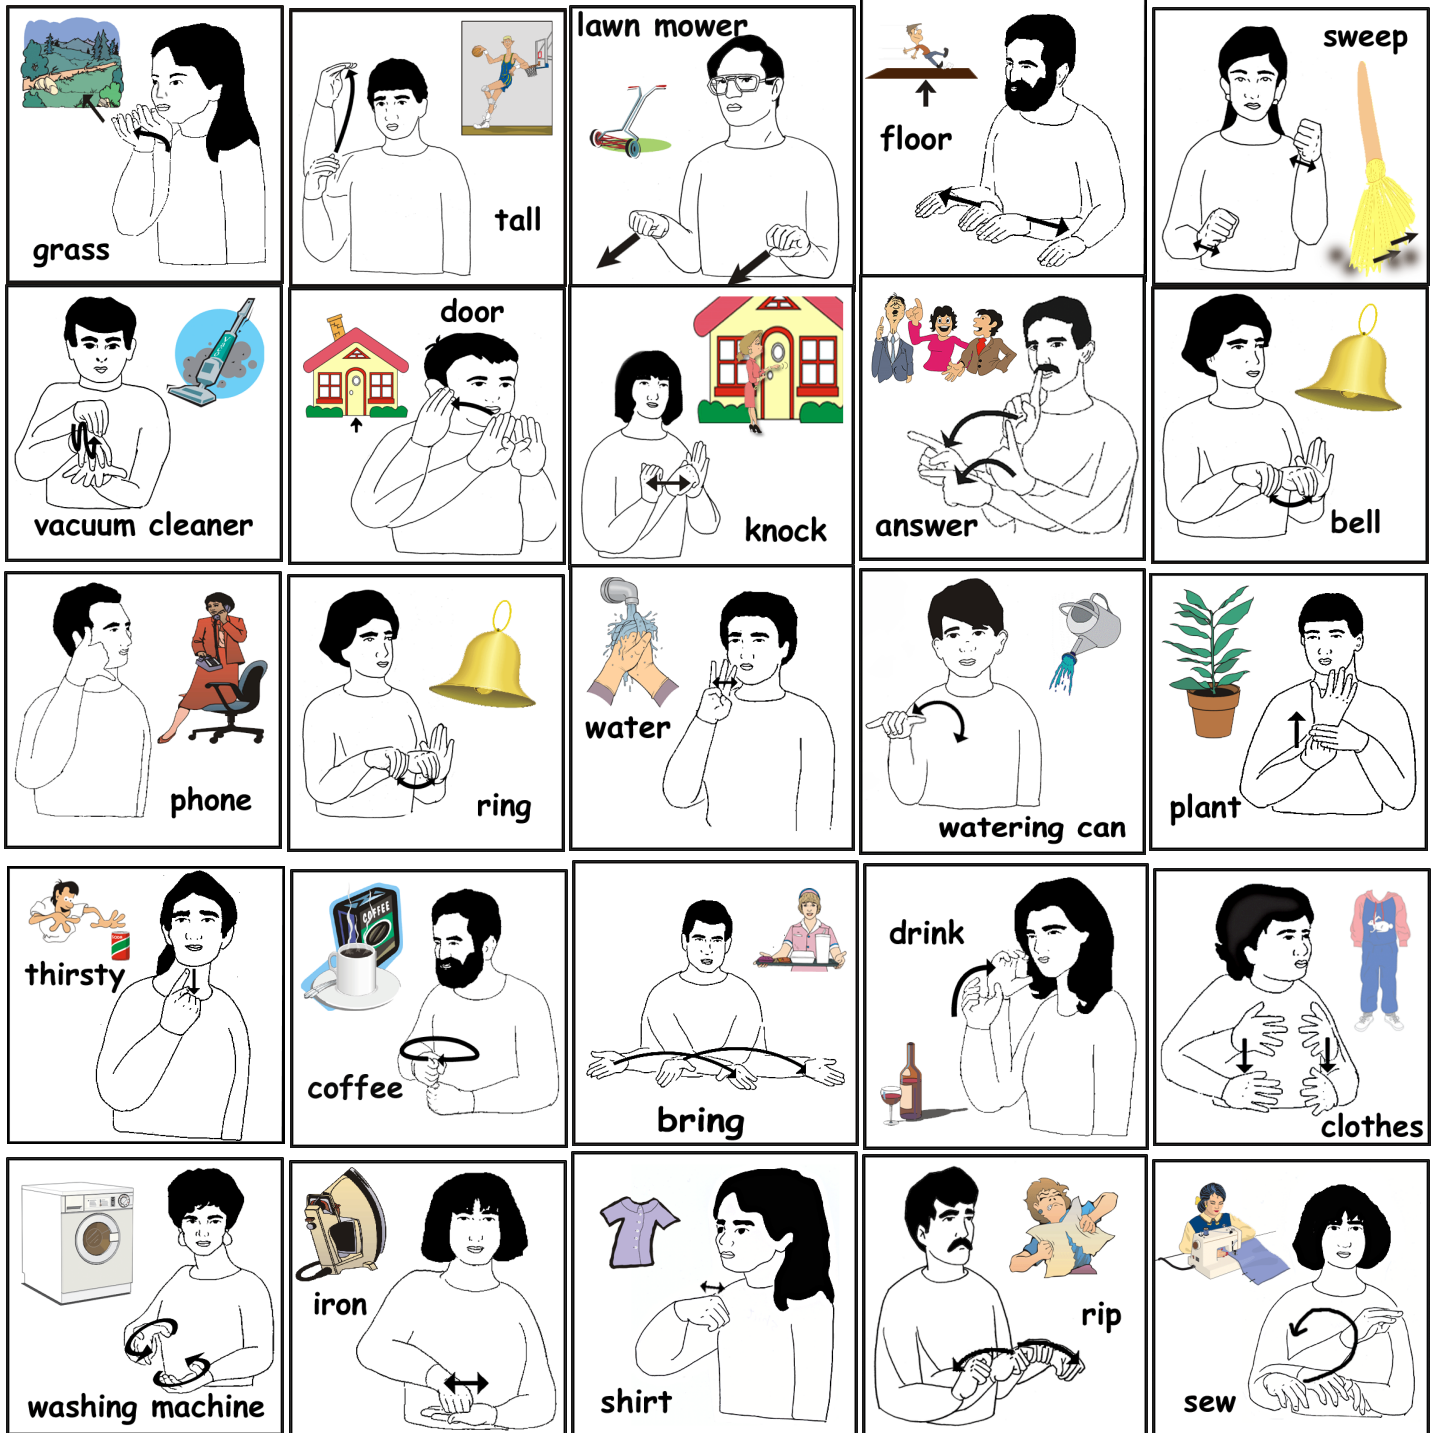 grass
tall
lawn mower
floor
sweep
vacuum cleaner
door
knock
answer
bell
phone
ring
water
watering can
plant
thirsty
COFFEE
coffee
bring
drink
clothes
washing machine
iron
shirt
rip
sew